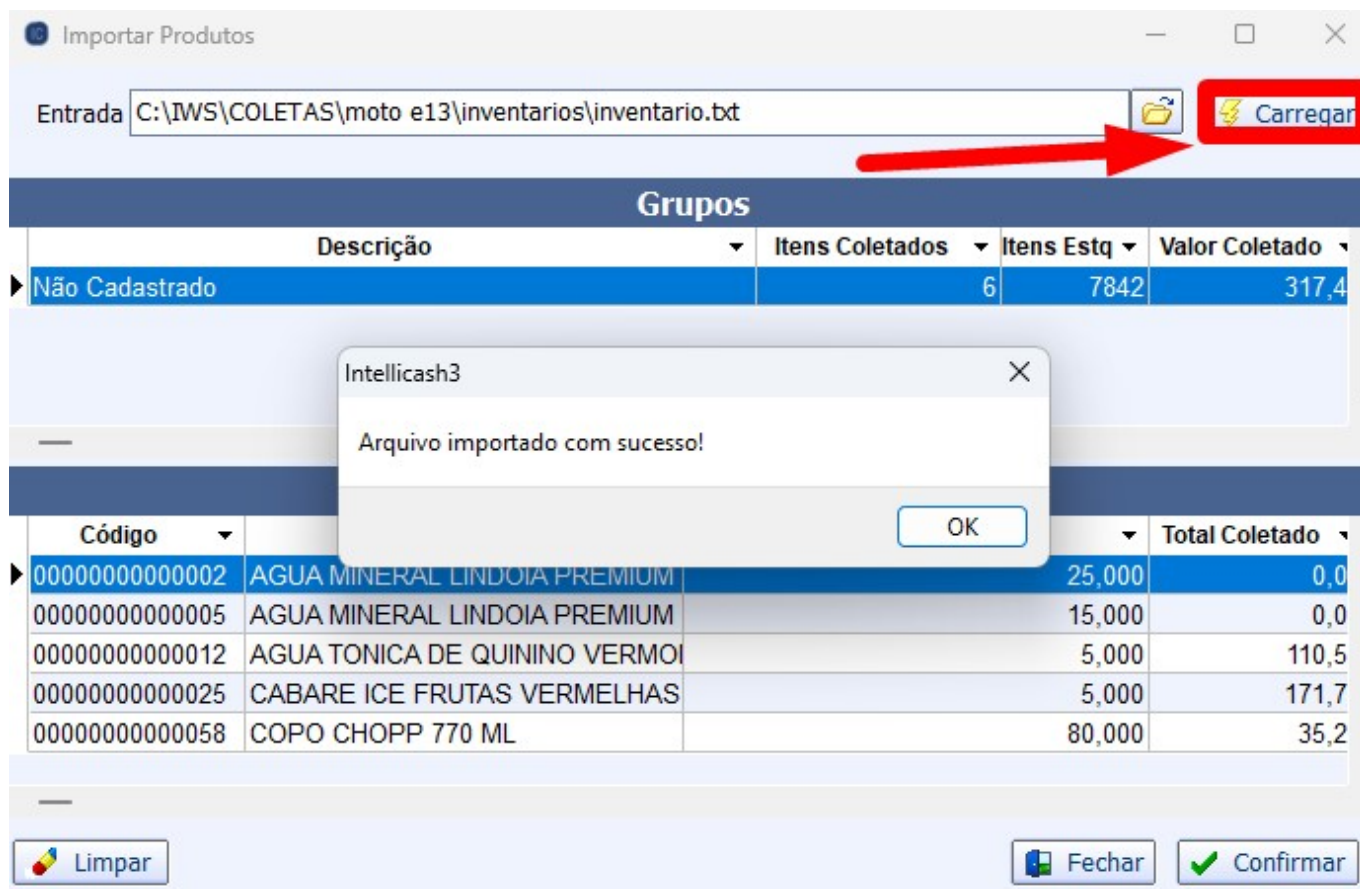 Importar Produtos
Entrada C:\IWS\COLETAS\moto e13\inventarios\inventario.txt Carregar
Grupos
Descrição Itens Coletados Itens Estq Valor Coletado
Não Cadastrado 6 7842 317,4
Intellicash3
Arquivo importado com sucesso!
OK
Código Total Coletado
00000000000002 AGUA MINERAL LINDOIA PREMIUM 25,000 0,0
00000000000005 AGUA MINERAL LINDOIA PREMIUM 15,000 0,0
00000000000012 AGUA TONICA DE QUININO VERMO 5,000 110,5
00000000000025 CABARE ICE FRUTAS VERMELHAS 5,000 171,7
00000000000058 COPO CHOPP 770 ML 80,000 35,2
Limpar Fechar Confirmar